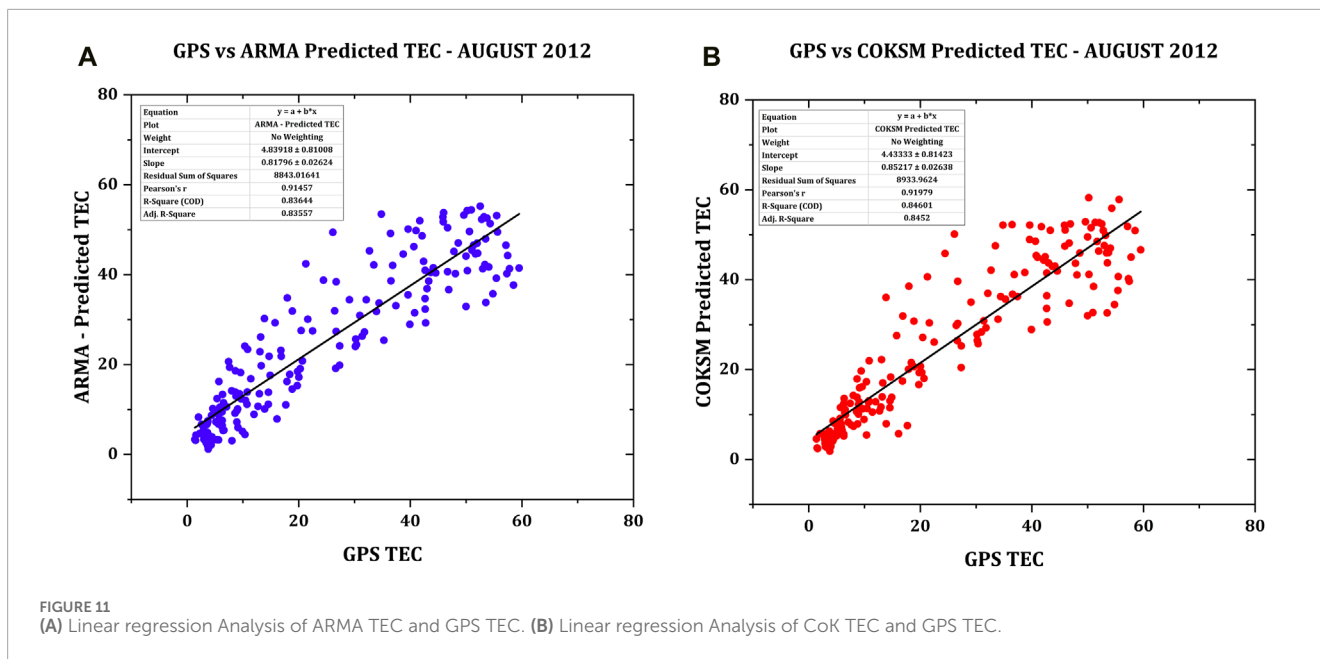 A
GPS vs ARMA Predicted TEC - AUGUST 2012
Equation y = a + b*x
Plot ARMA - Predicted TEC
Weight No Weighting
Intercept 4.83918 ± 0.81008
Slope 0.81796 ± 0.02624
Residual Sum of Squares 8843.01641
Pearson's r 0.91457
R-Square (COD) 0.83644
Adj. R-Square 0.83557
80
60
40
20
0
ARMA - Predicted TEC
0 20 40 60 80
GPS TEC
B
GPS vs COKSM Predicted TEC - AUGUST 2012
Equation y = a + b*x
Plot COKSM Predicted TEC
Weight No Weighting
Intercept 4.43333 ± 0.81423
Slope 0.85217 ± 0.02638
Residual Sum of Squares 8933.9624
Pearson's r 0.91979
R-Square (COD) 0.84601
Adj. R-Square 0.8452
80
60
40
20
0
COKSM Predicted TEC
0 20 40 60 80
GPS TEC
FIGURE 11
(A) Linear regression Analysis of ARMA TEC and GPS TEC. (B) Linear regression Analysis of CoK TEC and GPS TEC.